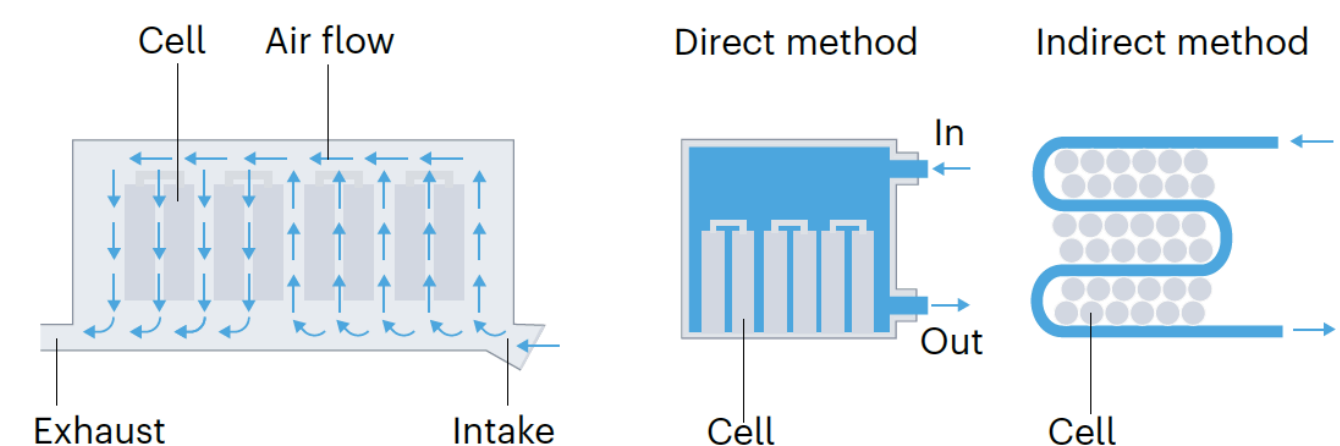 Cell
Air flow
Exhaust
Intake
Direct method
In
Out
Cell
Indirect method
Cell